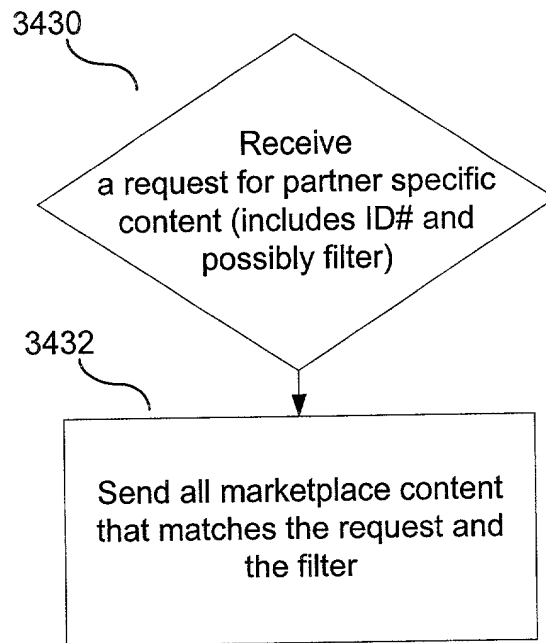 3430
Receive
a request for partner specific
content (includes ID# and
possibly filter)
3432
Send all marketplace content
that matches the request and
the filter